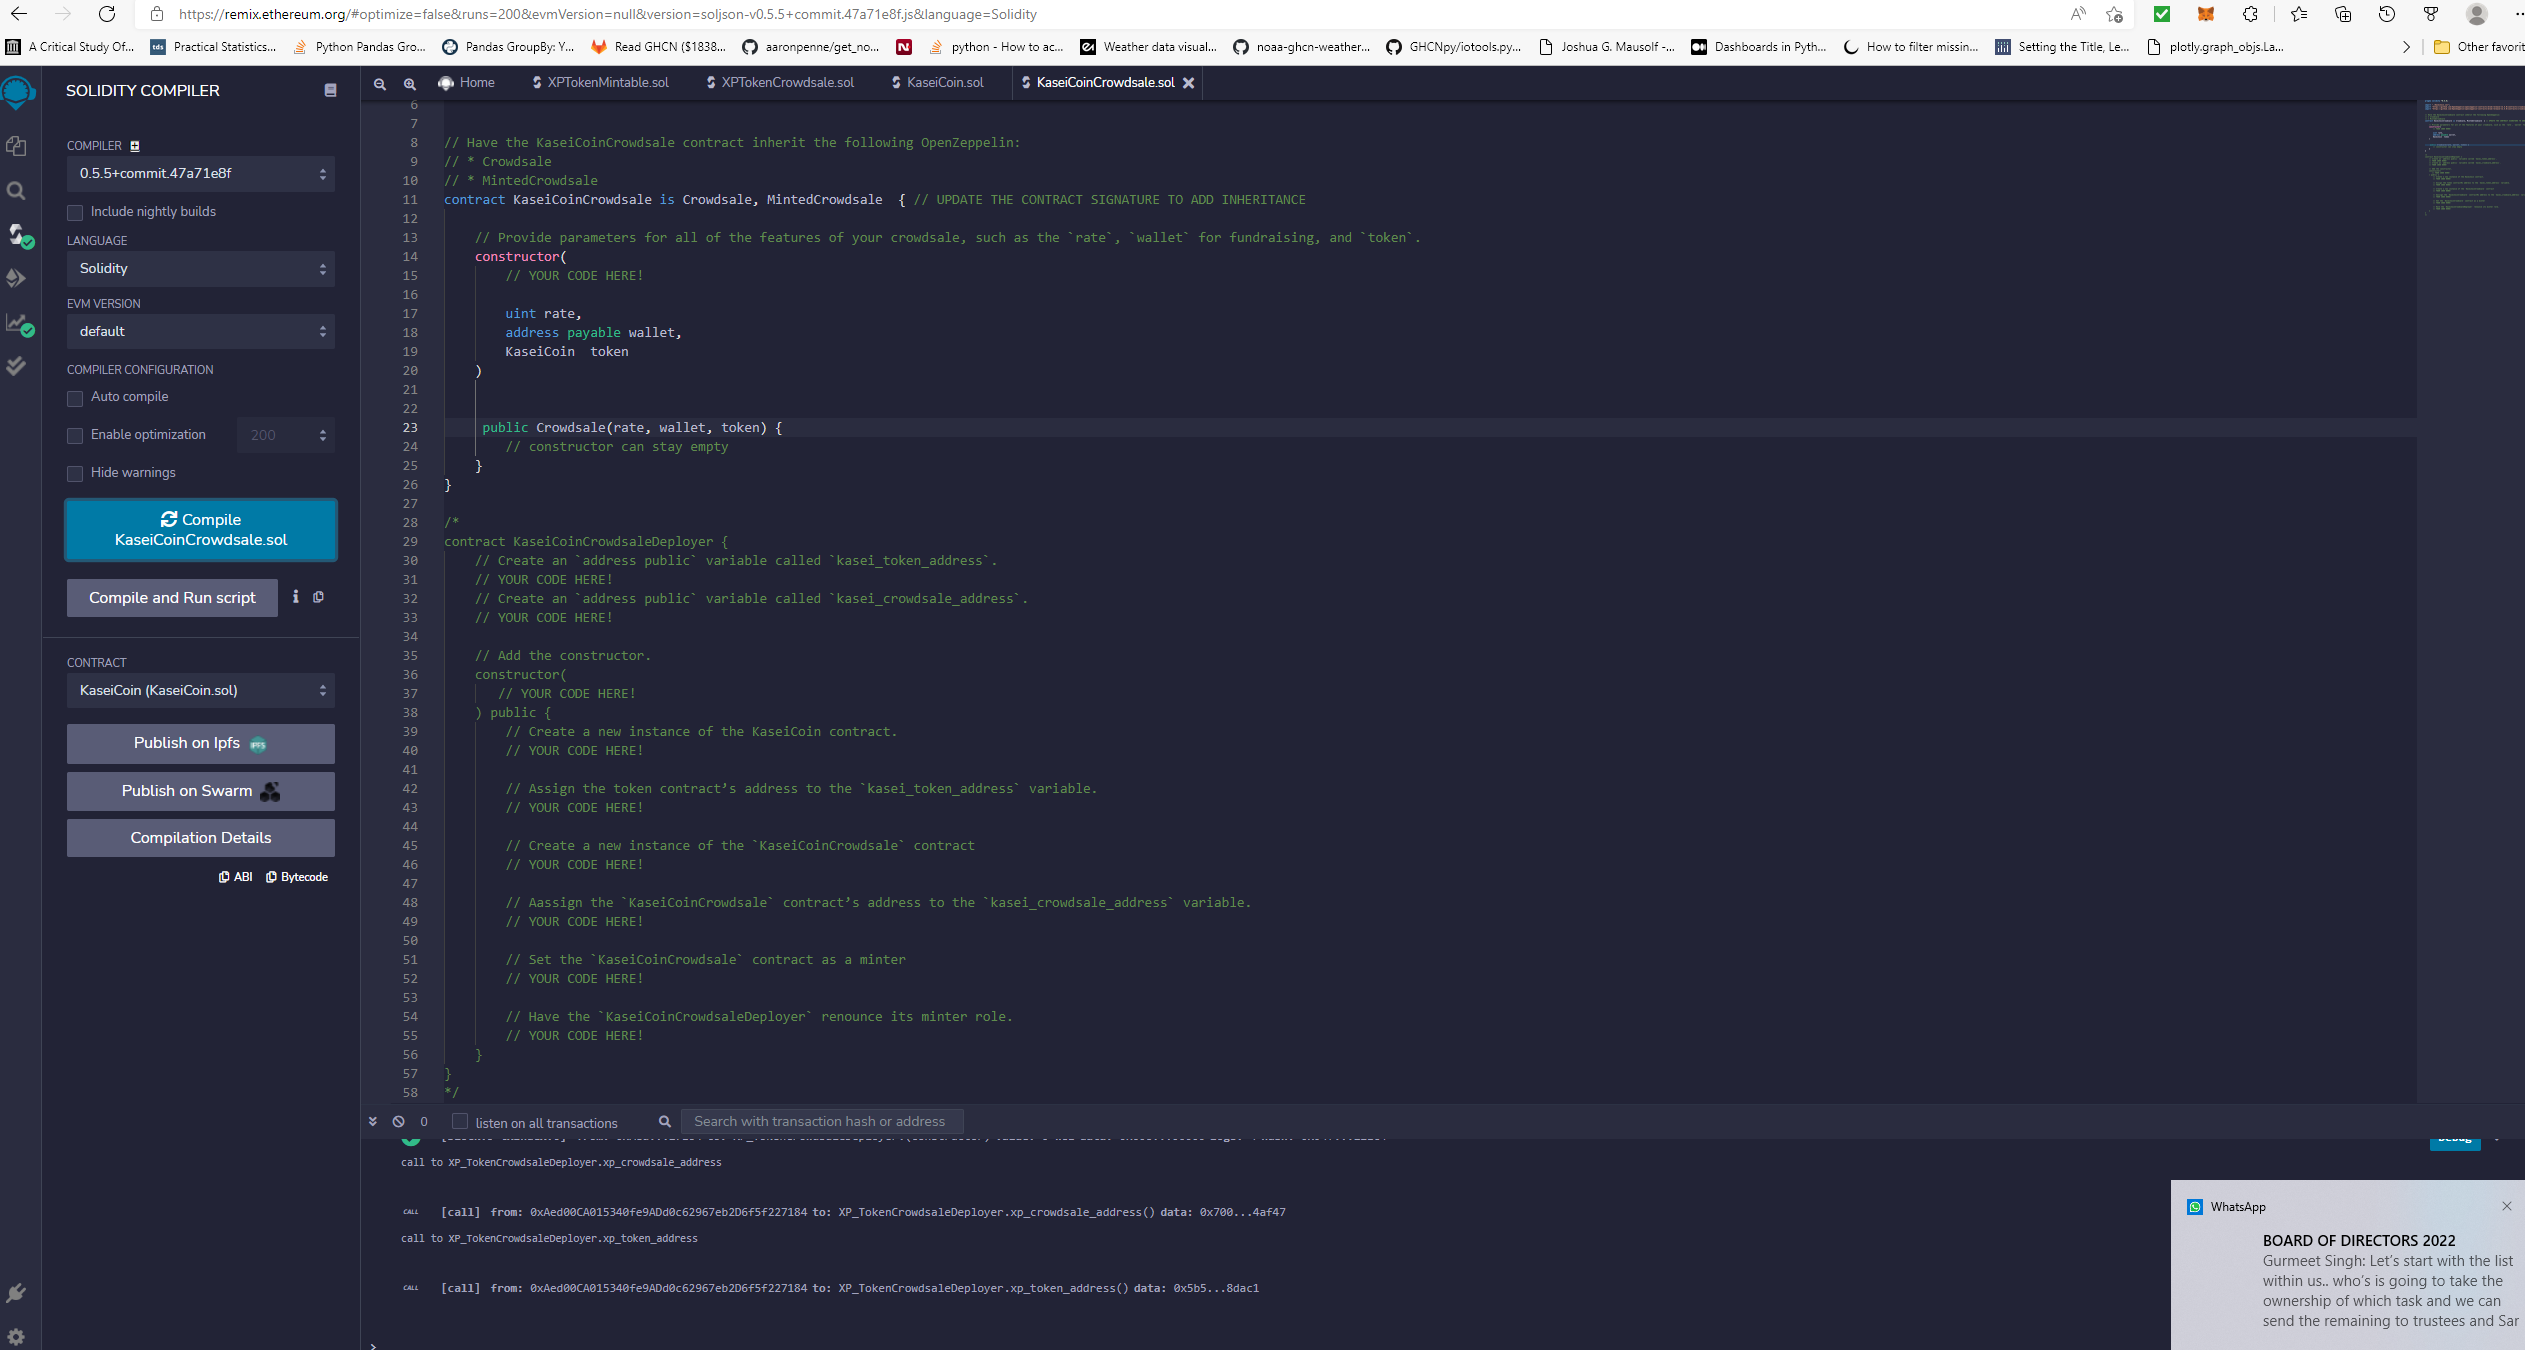 https://remix.ethereum.org/#optimize=false&runs=200&evmVersion=null&version=soljson-v0.5.5+commit.47a71e8f.js&language=Solidity
A Critical Study Of...
tds
Practical Statistics...
Python Pandas Gro...
Pandas GroupBy: Y...
Read GHCN ($1838...
aaronpenne/get_no...
python - How to ac...
Weather data visual...
noaa-ghcn-weather...
GHCNpy/iotools.py...
Joshua G. Mausolf -...
Dashboards in Pyth...
How to filter missin...
Setting the Title, Le...
plotly.graph_objs.La...
Other favorit
SOLIDITY COMPILER
COMPILER
0.5.5+commit.47a71e8f
Include nightly builds
LANGUAGE
Solidity
EVM VERSION
default
COMPILER CONFIGURATION
Auto compile
Enable optimization
200
Hide warnings
Compile
KaseiCoinCrowdsale.sol
Compile and Run script
CONTRACT
KaseiCoin (KaseiCoin.sol)
Publish on Ipfs
IPFS
Publish on Swarm
Compilation Details
ABI
Bytecode
Home
XPTokenMintable.sol
XPTokenCrowdsale.sol
KaseiCoin.sol
KaseiCoinCrowdsale.sol
6
7
8 // Have the KaseiCoinCrowdsale contract inherit the following OpenZeppelin:
9 // * Crowdsale
10 // * MintedCrowdsale
11 contract KaseiCoinCrowdsale is Crowdsale, MintedCrowdsale  { // UPDATE THE CONTRACT SIGNATURE TO ADD INHERITANCE
12
13 // Provide parameters for all of the features of your crowdsale, such as the `rate`, `wallet` for fundraising, and `token`.
14 constructor(
15 // YOUR CODE HERE!
16
17 uint rate,
18 address payable wallet,
19 KaseiCoin  token
20 )
21
22
23 public Crowdsale(rate, wallet, token) {
24 // constructor can stay empty
25 }
26 }
27
28 /*
29 contract KaseiCoinCrowdsaleDeployer {
30 // Create an `address public` variable called `kasei_token_address`.
31 // YOUR CODE HERE!
32 // Create an `address public` variable called `kasei_crowdsale_address`.
33 // YOUR CODE HERE!
34
35 // Add the constructor.
36 constructor(
37 // YOUR CODE HERE!
38 ) public {
39 // Create a new instance of the KaseiCoin contract.
40 // YOUR CODE HERE!
41
42 // Assign the token contract’s address to the `kasei_token_address` variable.
43 // YOUR CODE HERE!
44
45 // Create a new instance of the `KaseiCoinCrowdsale` contract
46 // YOUR CODE HERE!
47
48 // Aassign the `KaseiCoinCrowdsale` contract’s address to the `kasei_crowdsale_address` variable.
49 // YOUR CODE HERE!
50
51 // Set the `KaseiCoinCrowdsale` contract as a minter
52 // YOUR CODE HERE!
53
54 // Have the `KaseiCoinCrowdsaleDeployer` renounce its minter role.
55 // YOUR CODE HERE!
56 }
57 }
58 */
0
listen on all transactions
Search with transaction hash or address
Debug
call to XP_TokenCrowdsaleDeployer.xp_crowdsale_address
CALL [call] from: 0xAed00CA015340fe9ADd0c62967eb2D6f5f227184 to: XP_TokenCrowdsaleDeployer.xp_crowdsale_address() data: 0x700...4af47
call to XP_TokenCrowdsaleDeployer.xp_token_address
CALL [call] from: 0xAed00CA015340fe9ADd0c62967eb2D6f5f227184 to: XP_TokenCrowdsaleDeployer.xp_token_address() data: 0x5b5...8dac1
>
WhatsApp
BOARD OF DIRECTORS 2022
Gurmeet Singh: Let’s start with the list
within us.. who’s is going to take the
ownership of which task and we can
send the remaining to trustees and Sar